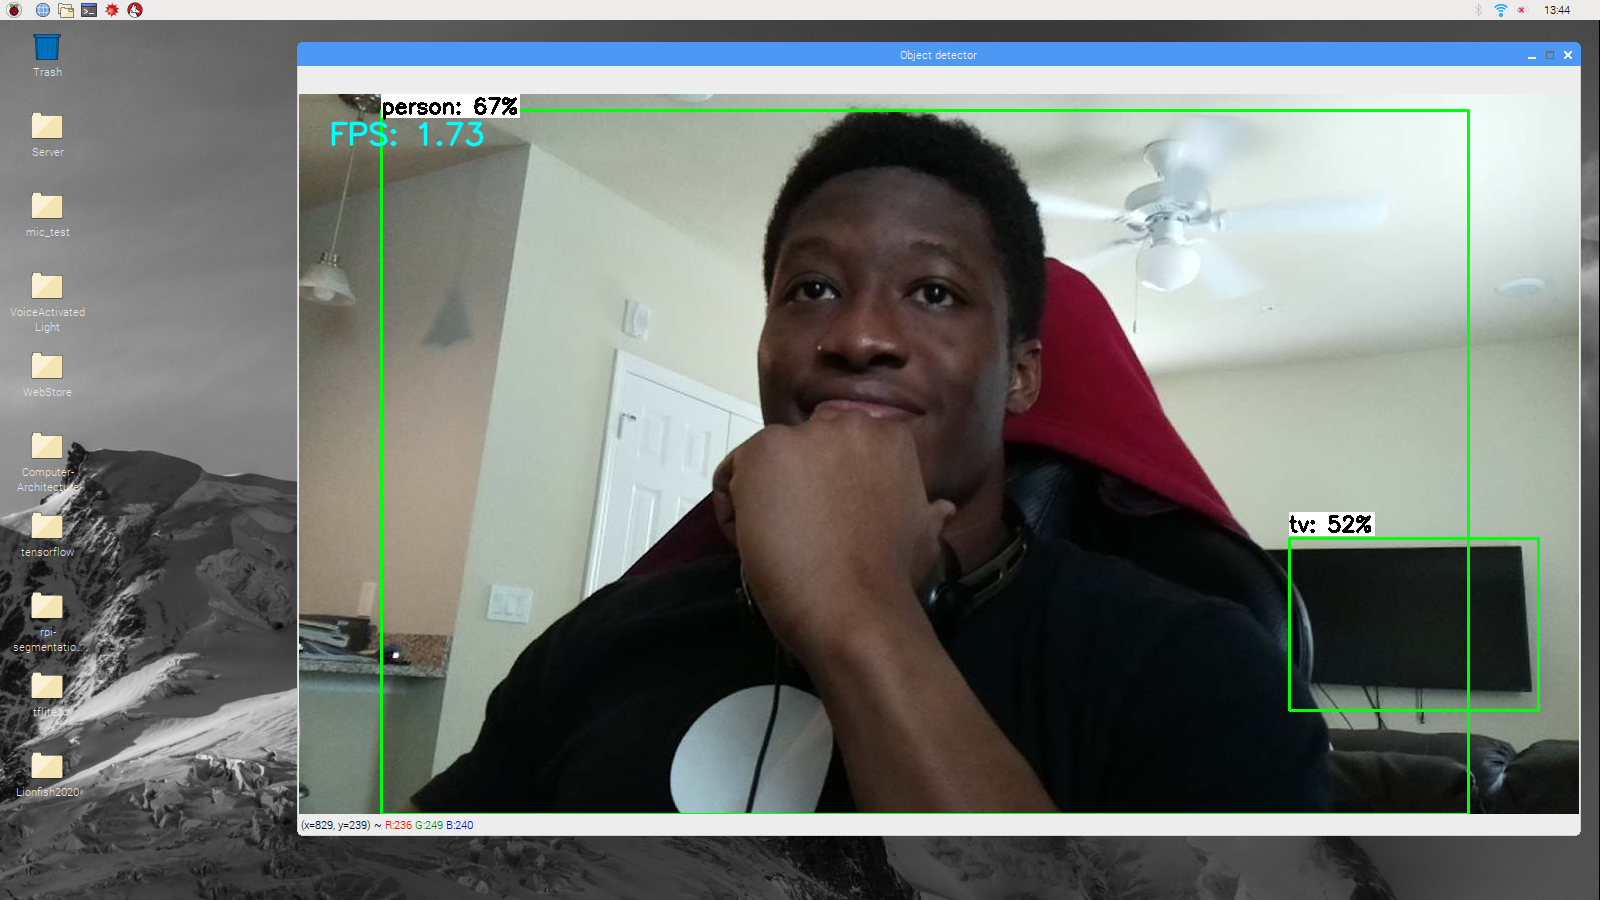 13:44
Trash
Server
mic_test
VoiceActivated
Light
WebStore
Computer-
Architecture
tensorflow
rpi-
segmentatio...
tflite
Lionfish2020
Object detector
person: 67%
FPS: 1.73
tv: 52%
(x=829, y=239) ~ R:236 G:249 B:240